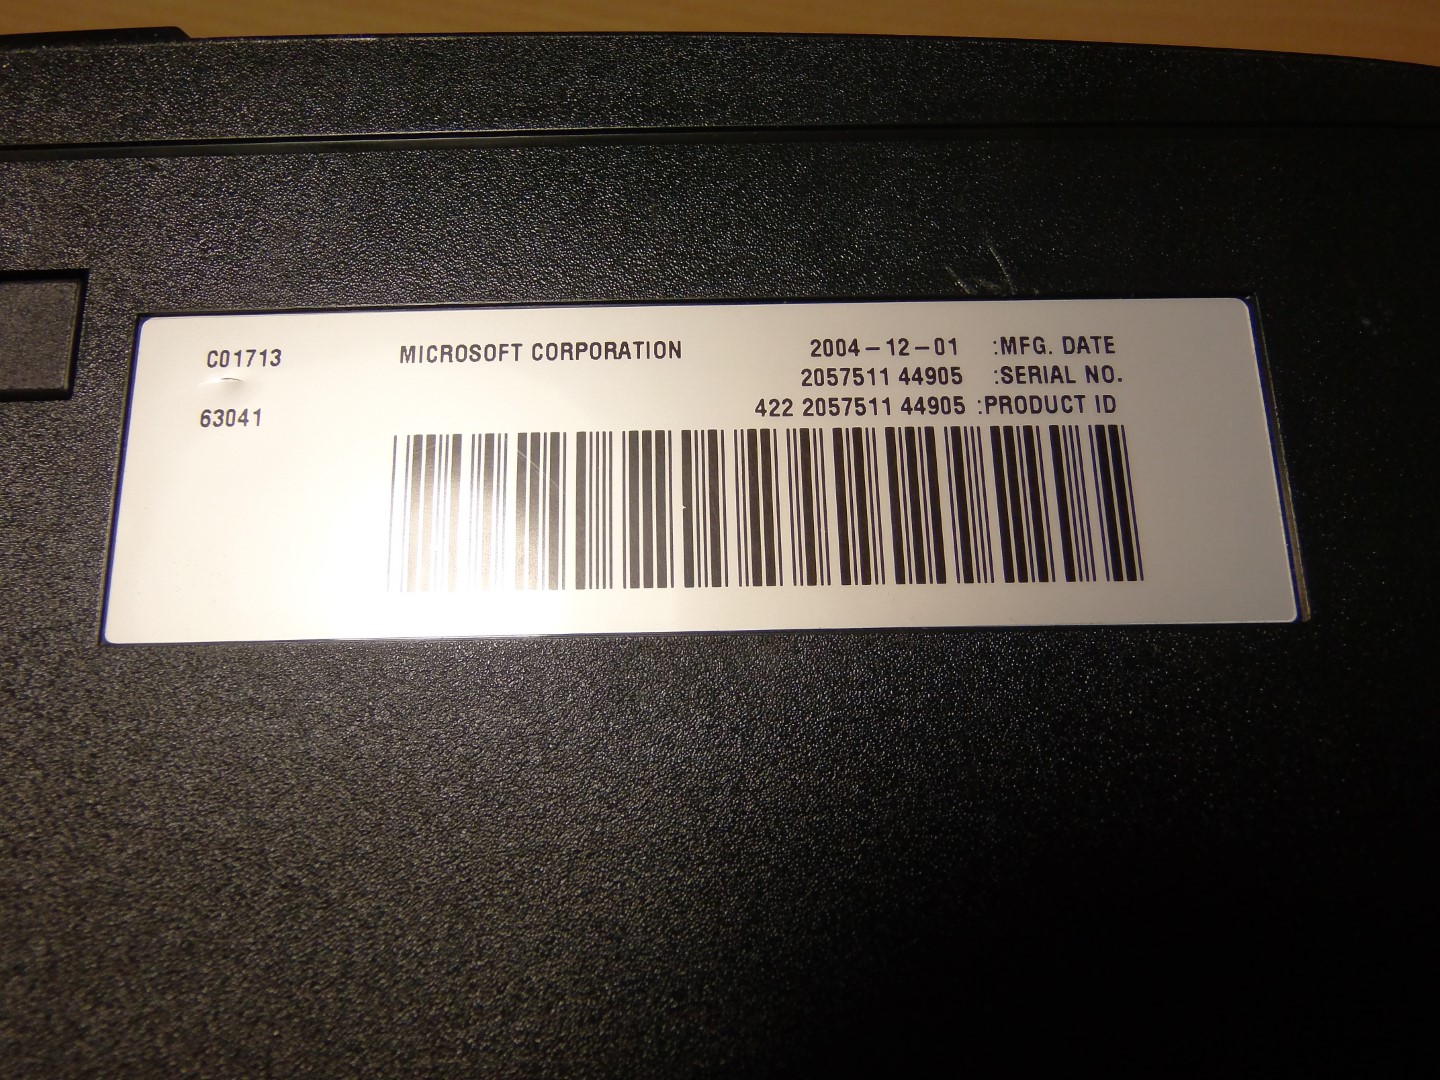 C01713 MICROSOFT CORPORATION 2004-12-01 :MFG. DATE
2057511 44905 :SERIAL NO.
63041 422 2057511 44905 :PRODUCT ID